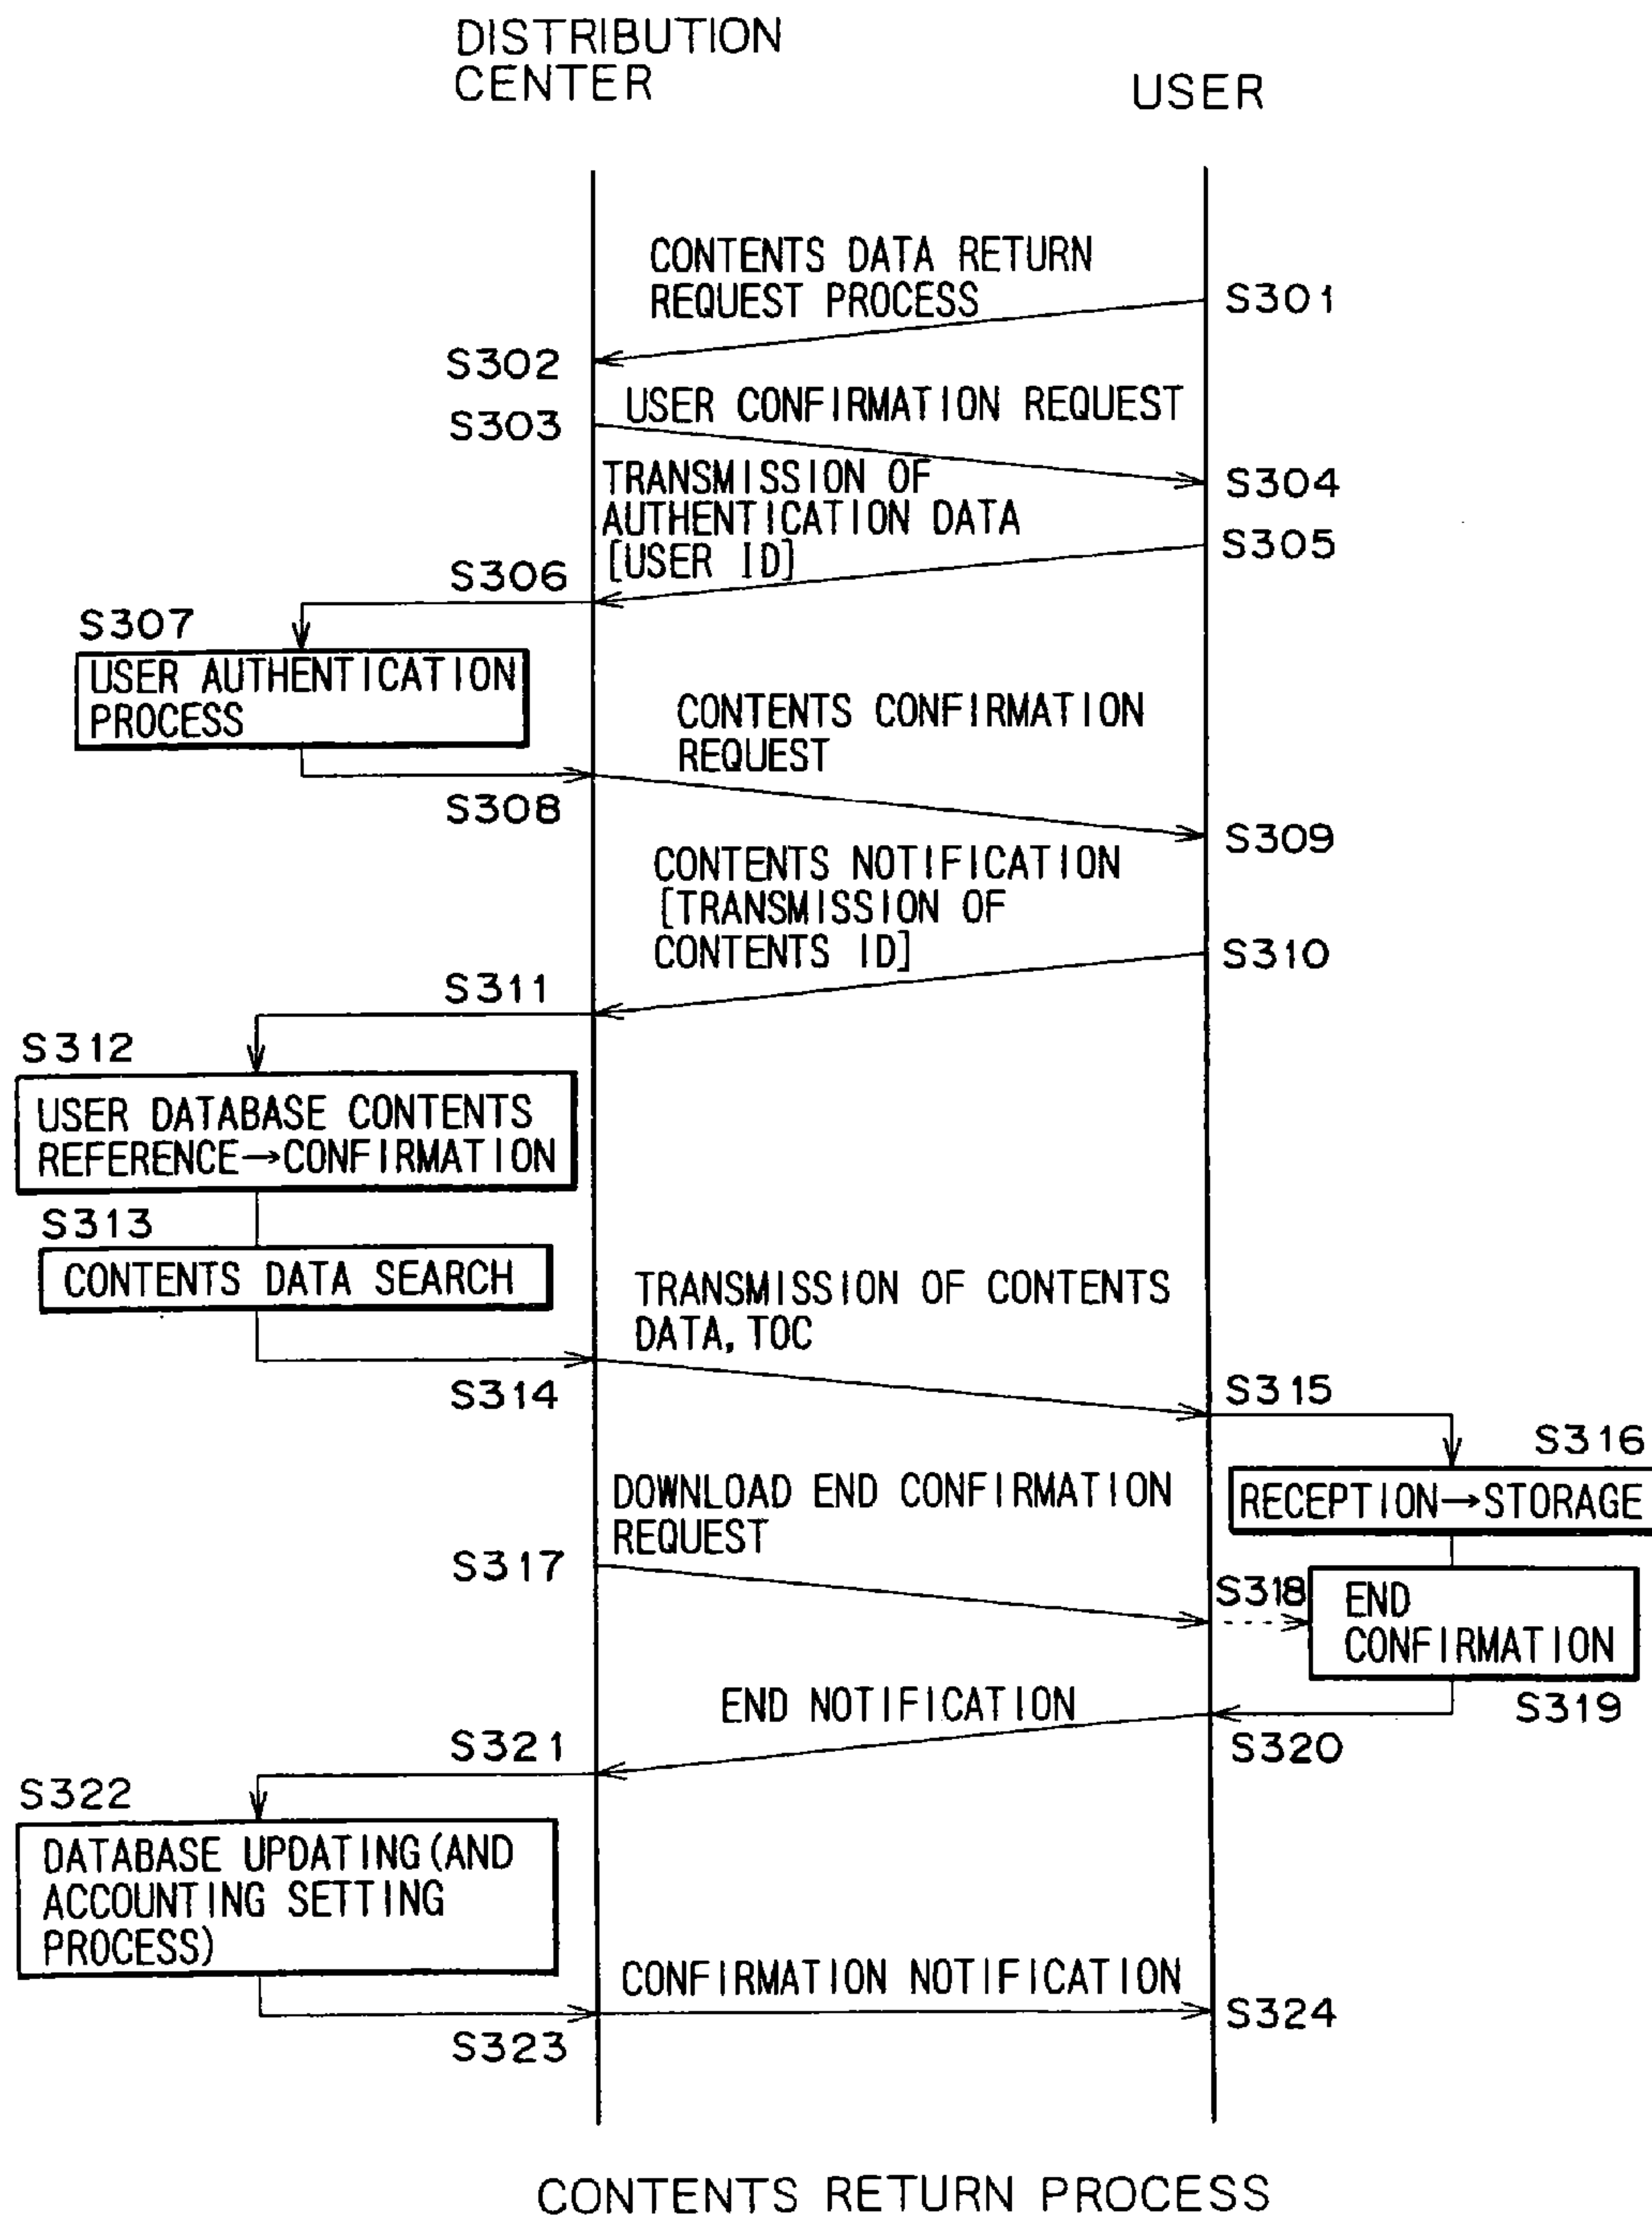 DISTRIBUTION
CENTER
USER
CONTENTS DATA RETURN
REQUEST PROCESS
S301
S302
USER CONFIRMATION REQUEST
S303
S304
TRANSMISSION OF
AUTHENTICATION DATA
[USER ID]
S305
S306
S307
USER AUTHENTICATION
PROCESS
CONTENTS CONFIRMATION
REQUEST
S308
S309
CONTENTS NOTIFICATION
[TRANSMISSION OF
CONTENTS ID]
S310
S311
S312
USER DATABASE CONTENTS
REFERENCE→CONFIRMATION
S313
CONTENTS DATA SEARCH
TRANSMISSION OF CONTENTS
DATA, TOC
S314
S315
S316
RECEPTION→STORAGE
DOWNLOAD END CONFIRMATION
REQUEST
S317
S318
END
CONFIRMATION
S319
END NOTIFICATION
S320
S321
S322
DATABASE UPDATING(AND
ACCOUNTING SETTING
PROCESS)
CONFIRMATION NOTIFICATION
S323
S324
CONTENTS RETURN PROCESS